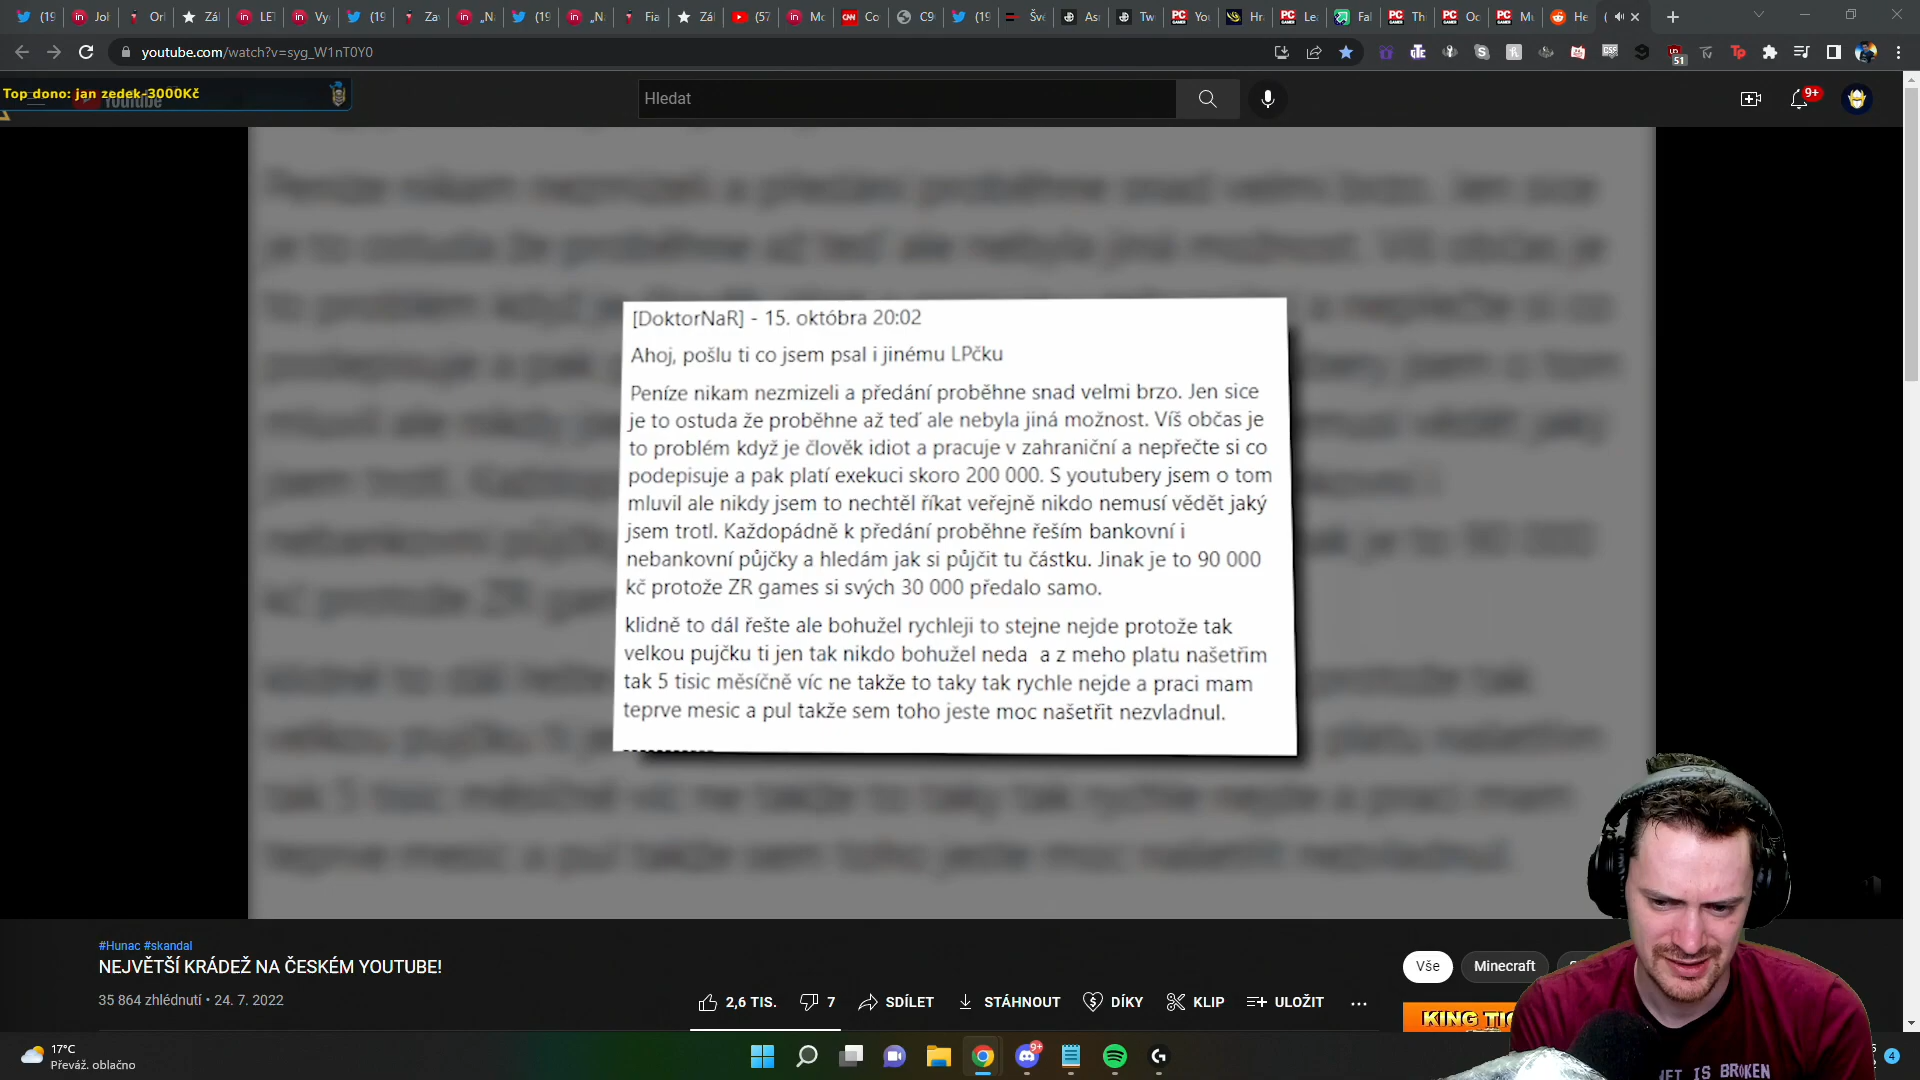 youtube.com/watch?v=syg_W1nT0Y0
51
Top dono: jan zedek-3000Kč
Hledat
9+
[DoktorNaR] - 15. októbra 20:02
Ahoj, pošlu ti co jsem psal i jinému LPčku
Peníze nikam nezmizeli a předání proběhne snad velmi brzo. Jen sice
je to ostuda že proběhne až teď ale nebyla jiná možnost. Víš občas je
to problém když je člověk idiot a pracuje v zahraniční a nepřečte si co
podepisuje a pak platí exekuci skoro 200 000. S youtubery jsem o tom
mluvil ale nikdy jsem to nechtěl říkat veřejně nikdo nemusí vědět jaký
jsem trotl. Každopádně k předání proběhne řeším bankovní i
nebankovní půjčky a hledám jak si půjčit tu částku. Jinak je to 90 000
kč protože ZR games si svých 30 000 předalo samo.
klidně to dál řešte ale bohužel rychleji to stejne nejde protože tak
velkou pujčku ti jen tak nikdo bohužel neda a z meho platu našetřim
tak 5 tisic měsíčně víc ne takže to taky tak rychle nejde a praci mam
teprve mesic a pul takže sem toho jeste moc našetřit nezvladnul.
#Hunac #skandal
NEJVĚTŠÍ KRÁDEŽ NA ČESKÉM YOUTUBE!
35 864 zhlédnutí • 24. 7. 2022
2,6 TIS.
7
SDÍLET
STÁHNOUT
DÍKY
KLIP
ULOŽIT
Vše
Minecraft
KING
IS BROKEN
17°C
Převáž. oblačno
9+
4